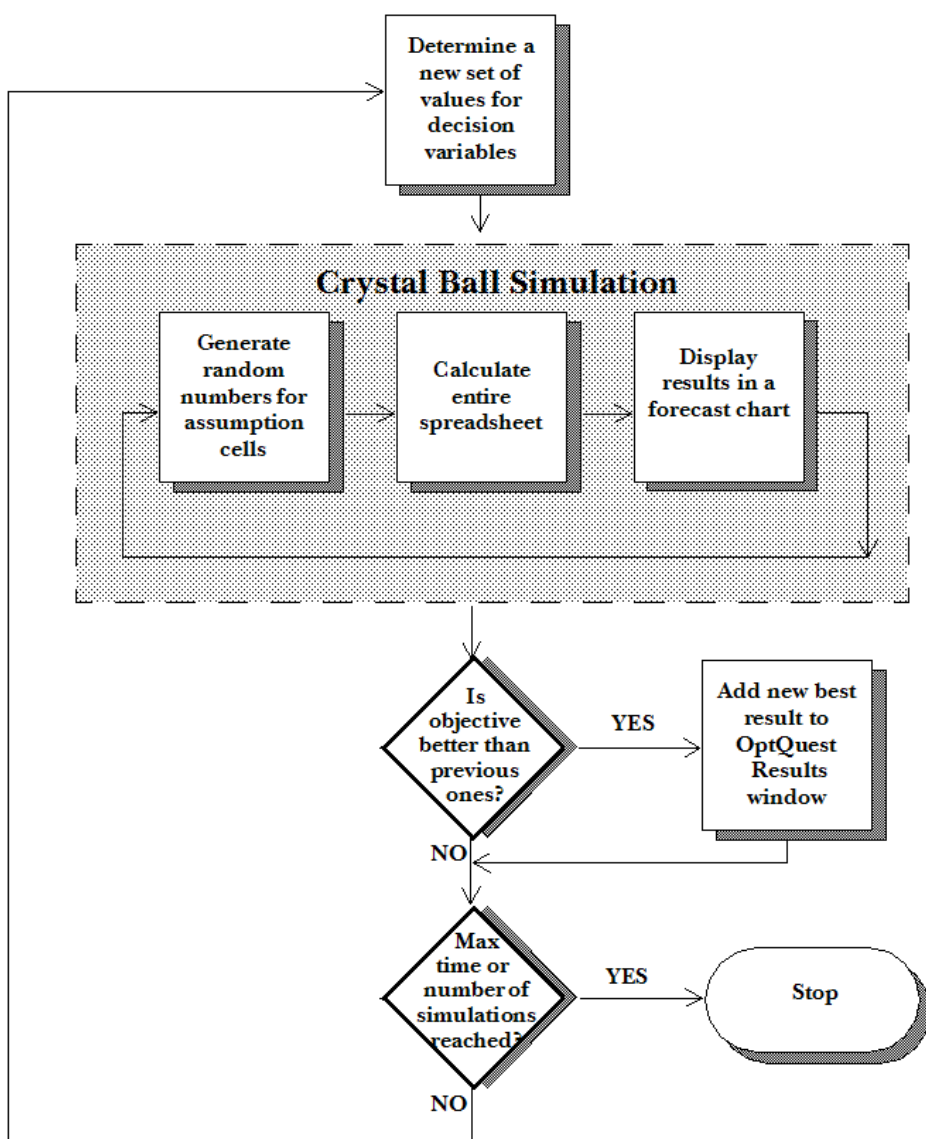 Determine a
new set of
values for
decision
variables
Crystal Ball Simulation
Generate
random
numbers for
assumption
cells
Calculate
entire
spreadsheet
Display
results in a
forecast chart
Is
objective
better than
previous
ones?
YES
Add new best
result to
OptQuest
Results
window
NO
Max
time or
number of
simulations
reached?
YES
Stop
NO